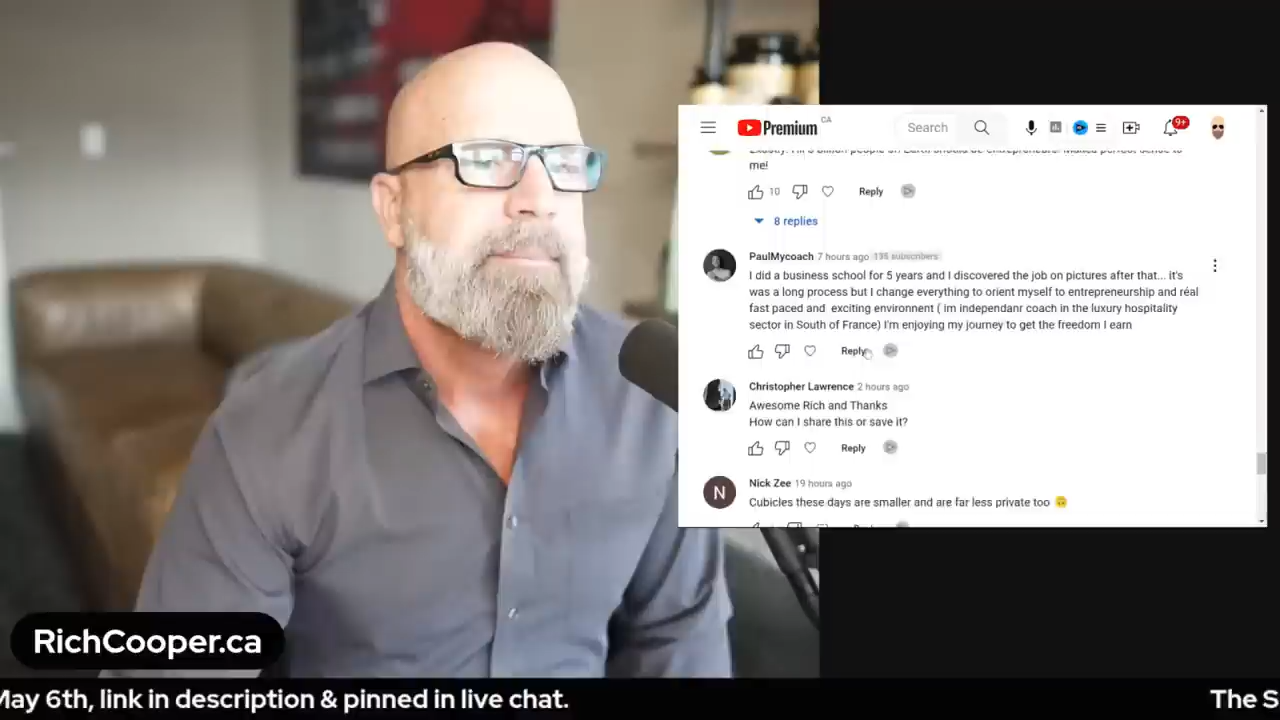 Premium CA
Search
9+
me!
10
Reply
8 replies
PaulMycoach 7 hours ago 135 subscribers
I did a business school for 5 years and I discovered the job on pictures after that... it's
was a long process but I change everything to orient myself to entrepreneurship and réal
fast paced and exciting environnent ( im independanr coach in the luxury hospitality
sector in South of France) I'm enjoying my journey to get the freedom I earn
Reply
Christopher Lawrence 2 hours ago
Awesome Rich and Thanks
How can I share this or save it?
Reply
N
Nick Zee 19 hours ago
Cubicles these days are smaller and are far less private too
RichCooper.ca
May 6th, link in description & pinned in live chat.
The S